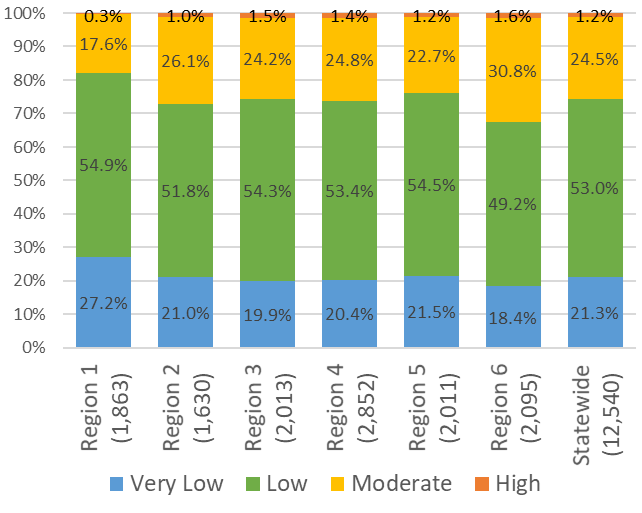 100%
90%
80%
70%
60%
50%
40%
30%
20%
10%
0%
0.3% 1.0% 1.5% 1.4% 1.2% 1.6% 1.2%
17.6% 26.1% 24.2% 24.8% 22.7% 30.8% 24.5%
54.9% 51.8% 54.3% 53.4% 54.5% 49.2% 53.0%
27.2% 21.0% 19.9% 20.4% 21.5% 18.4% 21.3%
Region 1
(1,863)
Region 2
(1,630)
Region 3
(2,013)
Region 4
(2,852)
Region 5
(2,011)
Region 6
(2,095)
Statewide
(12,540)
Very Low Low Moderate High